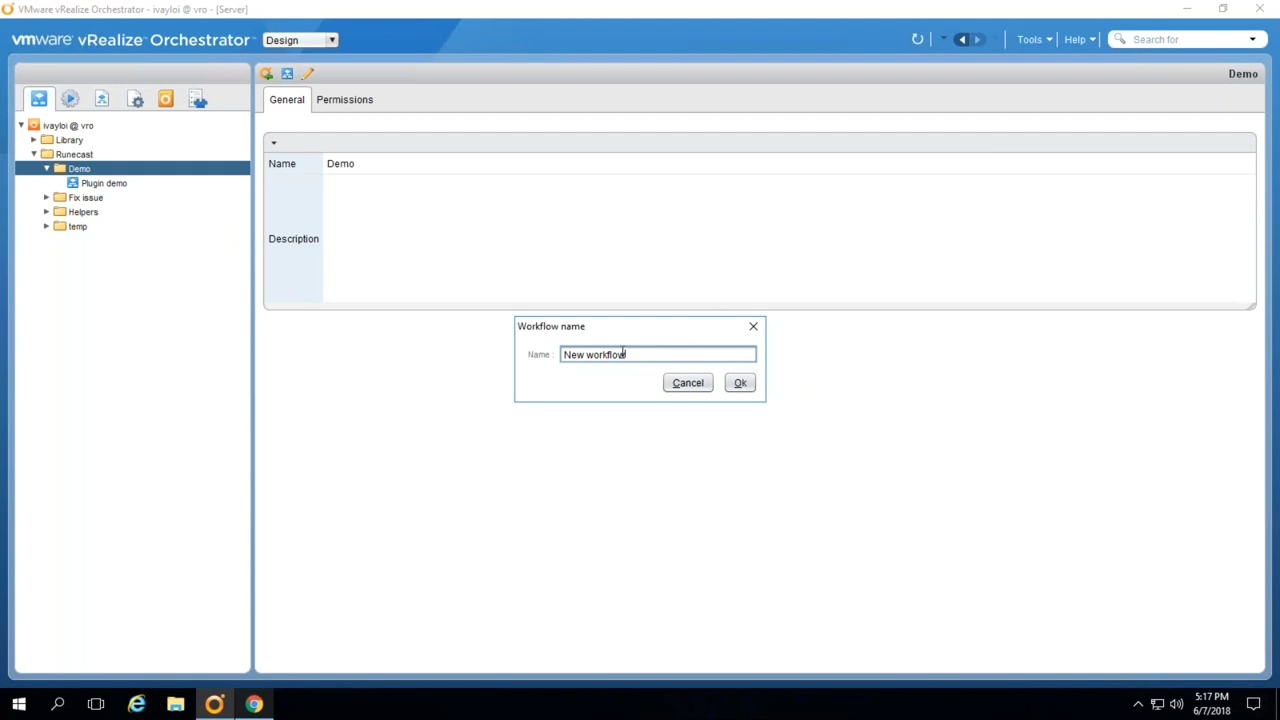 VMware vRealize Orchestrator - ivayloi @ vro - [Server]
vmware® vRealize™ Orchestrator™ Design Tools Help Search for
Demo
General Permissions
ivayloi @ vro
Library
Runecast
Demo
Plugin demo
Fix issue
Helpers
temp
Name Demo
Description
Workflow name
Name : New workflow
Cancel Ok
5:17 PM
6/7/2018